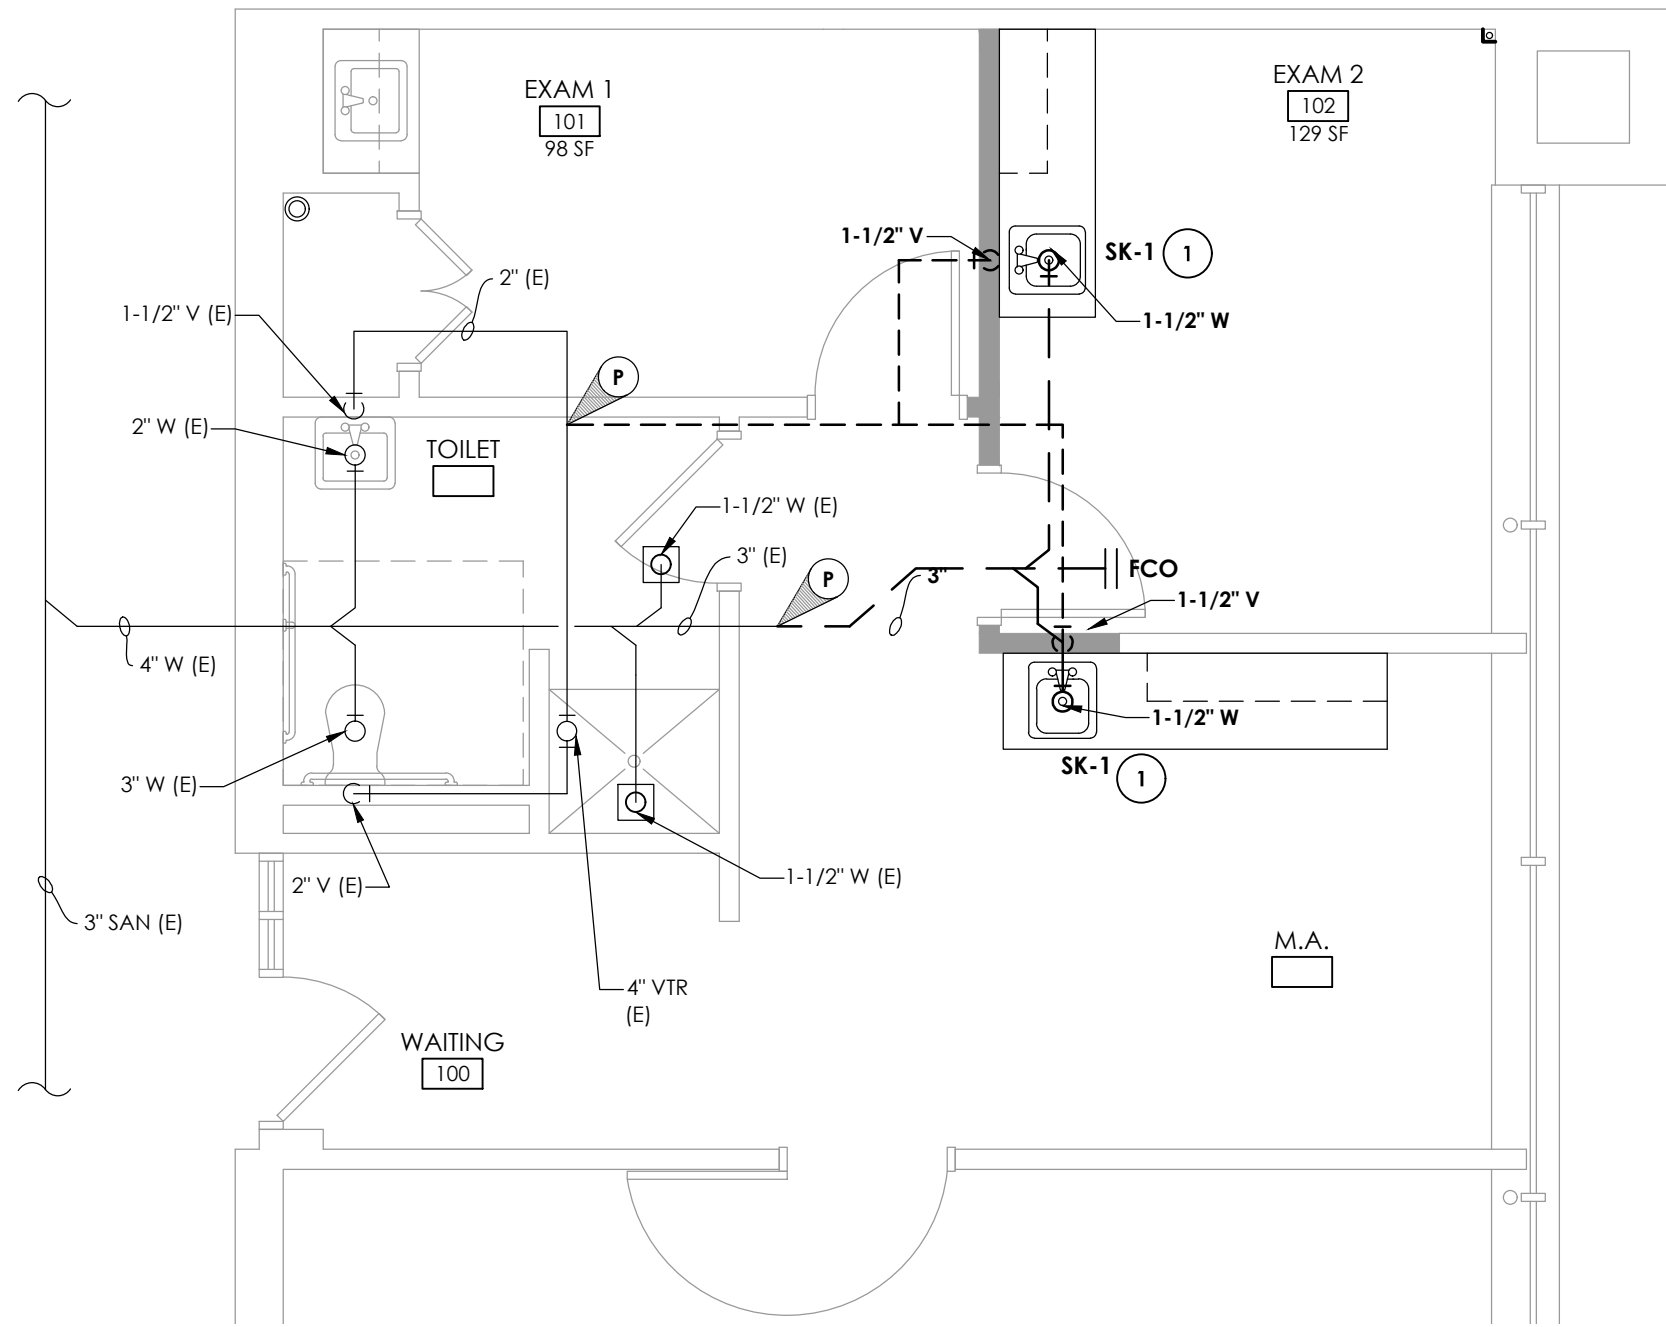 EXAM 1
101
98 SF
EXAM 2
102
129 SF
1-1/2" V
SK-1
1
1-1/2" W
2" (E)
1-1/2" V (E)
P
2" W (E)
TOILET
1-1/2" W (E)
3" (E)
P
3"
FCO
1-1/2" V
4" W (E)
1-1/2" W
SK-1
1
3" W (E)
2" V (E)
1-1/2" W (E)
3" SAN (E)
M.A.
4" VTR
(E)
WAITING
100